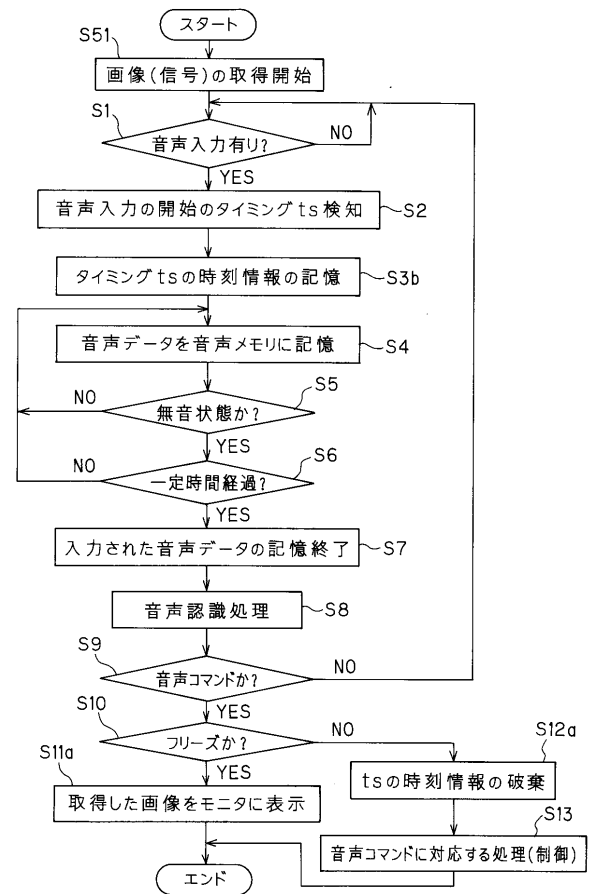 スタート
S51
画像(信号)の取得開始
S1
音声入力有り?
NO
YES
音声入力の開始のタイミングts検知
S2
タイミングtsの時刻情報の記憶
S3b
音声データを音声メモリに記憶
S4
S5
NO
無音状態か?
YES
S6
NO
一定時間経過?
YES
入力された音声データの記憶終了
S7
音声認識処理
S8
S9
音声コマンドか?
NO
YES
S10
フリーズか?
NO
YES
S12a
tsの時刻情報の破棄
S11a
取得した画像をモニタに表示
S13
音声コマンドに対応する処理(制御)
エンド